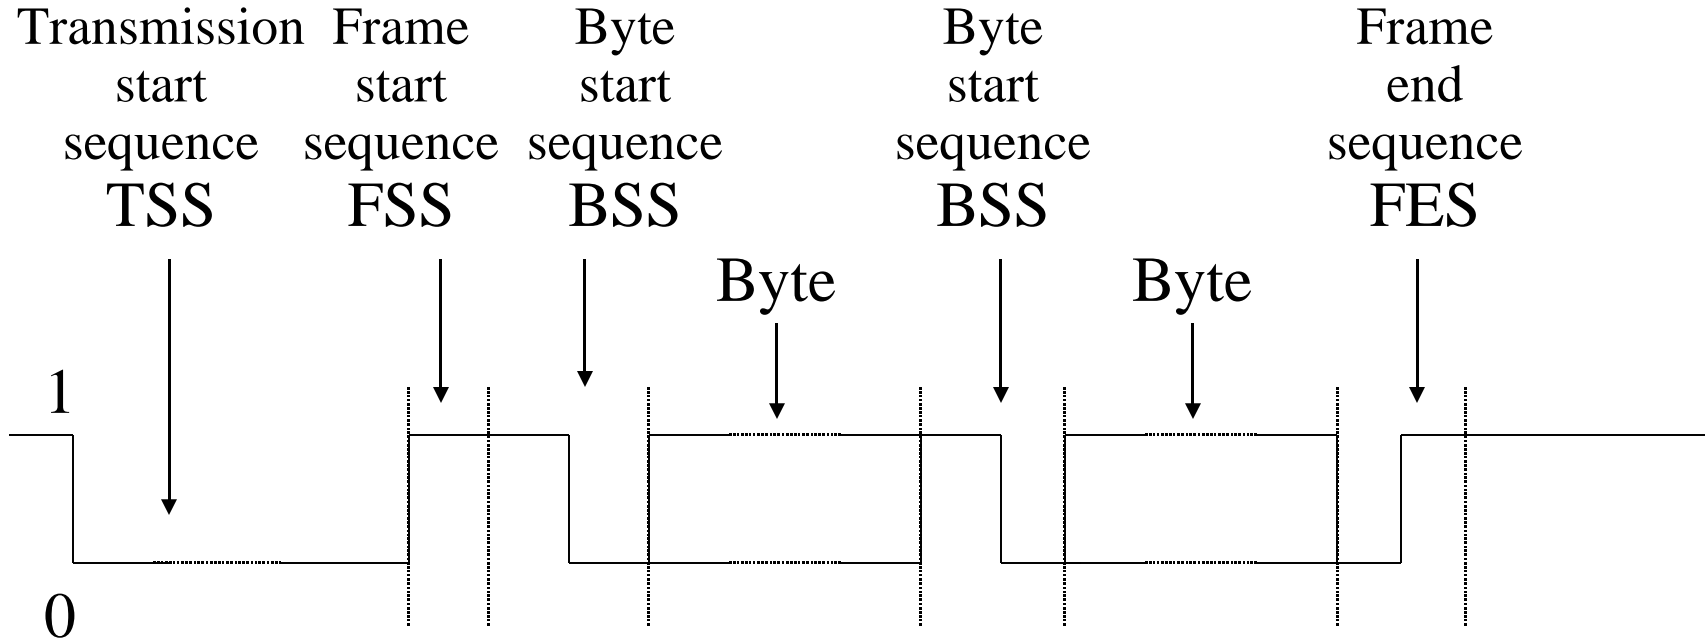 Transmission
start
sequence
TSS
Frame
start
sequence
FSS
Byte
start
sequence
BSS
Byte
Byte
start
sequence
BSS
Byte
Frame
end
sequence
FES
1
0